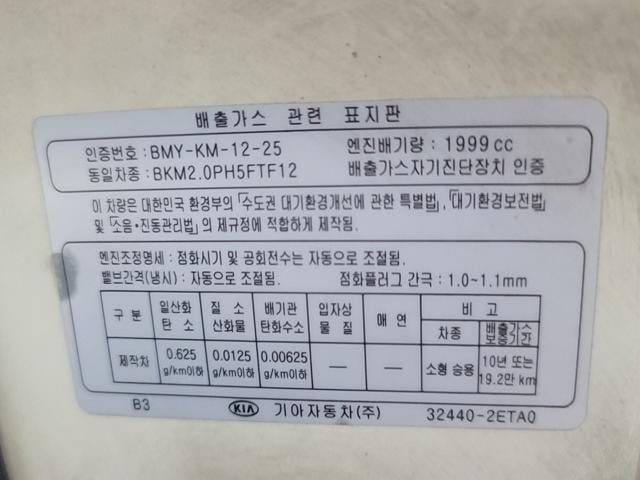 배출가스 관련 표지판
인증번호 : BMY-KM-12-25 엔진배기량 : 1999 cc
동일차종 : BKM2.0PH5FTF12 배출가스자기진단장치 인증
이 차량은 대한민국 환경부의 「수도권 대기환경개선에 관한 특별법」, 「대기환경보전법」
및 「소음·진동관리법」의 제규정에 적합하게 제작됨.
엔진조정명세 : 점화시기 및 공회전수는 자동으로 조절됨.
밸브간격(냉시) : 자동으로 조절됨. 점화플러그 간극 : 1.0~1.1mm
구 분 일산화 탄 소 질 소 산화물 배기관 탄화수소 입자상 물 질 매 연 비 고
차종 배출가스 보증기간
제작차 0.625 g/km이하 0.0125 g/km이하 0.00625 g/km이하 — — 소형 승용 10년 또는 19.2만 km
B3 KIA 기아자동차(주) 32440-2ETA0